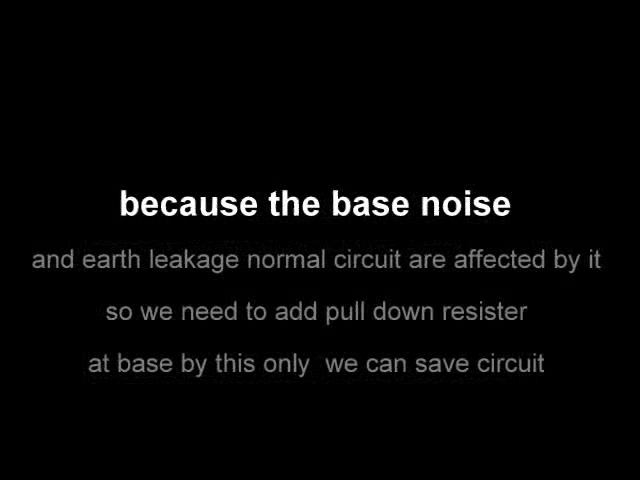 because the base noise
and earth leakage normal circuit are affected by it
so we need to add pull down resister
at base by this only  we can save circuit